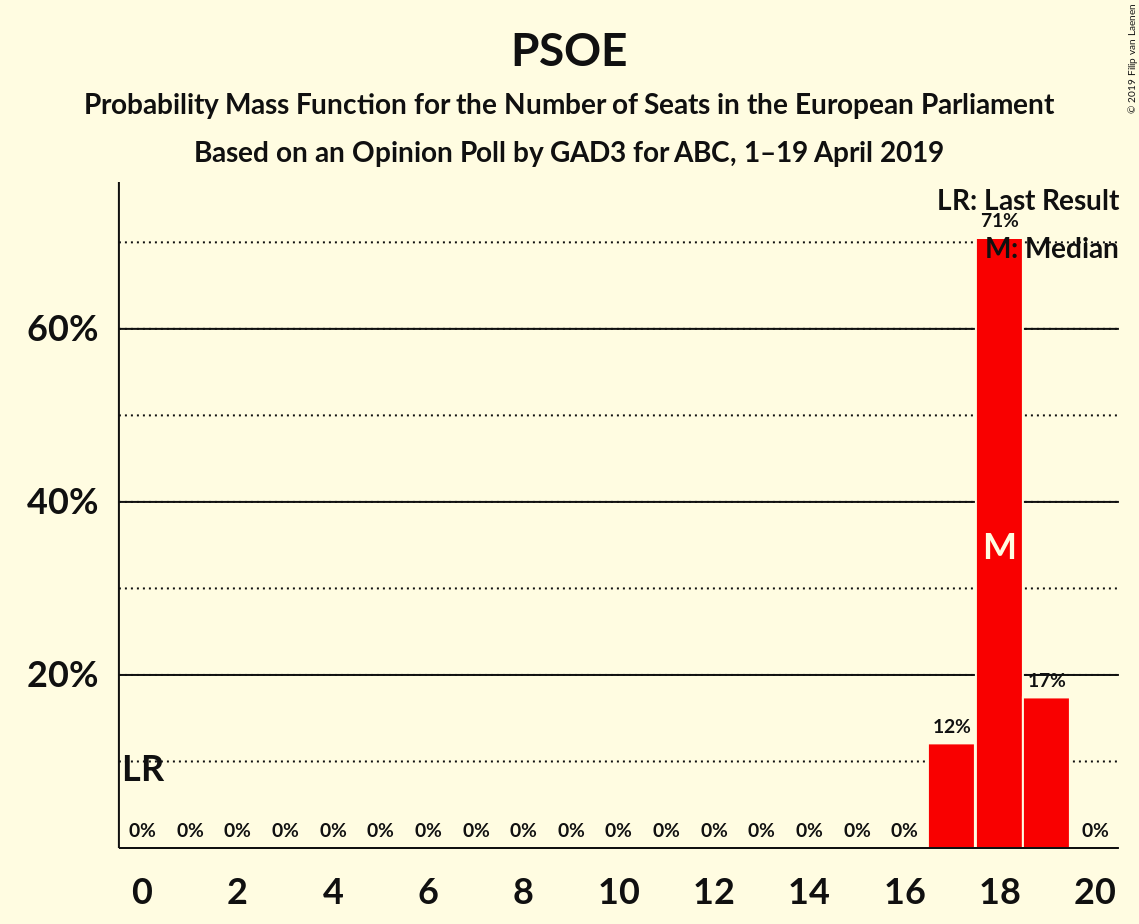 PSOE
Probability Mass Function for the Number of Seats in the European Parliament
Based on an Opinion Poll by GAD3 for ABC, 1–19 April 2019
© 2019 Filip van Laenen
LR: Last Result
71%
M: Median
60%
40%
M
20%
17%
12%
LR
0% 0% 0% 0% 0% 0% 0% 0% 0% 0% 0% 0% 0% 0% 0% 0% 0% 0%
0 2 4 6 8 10 12 14 16 18 20